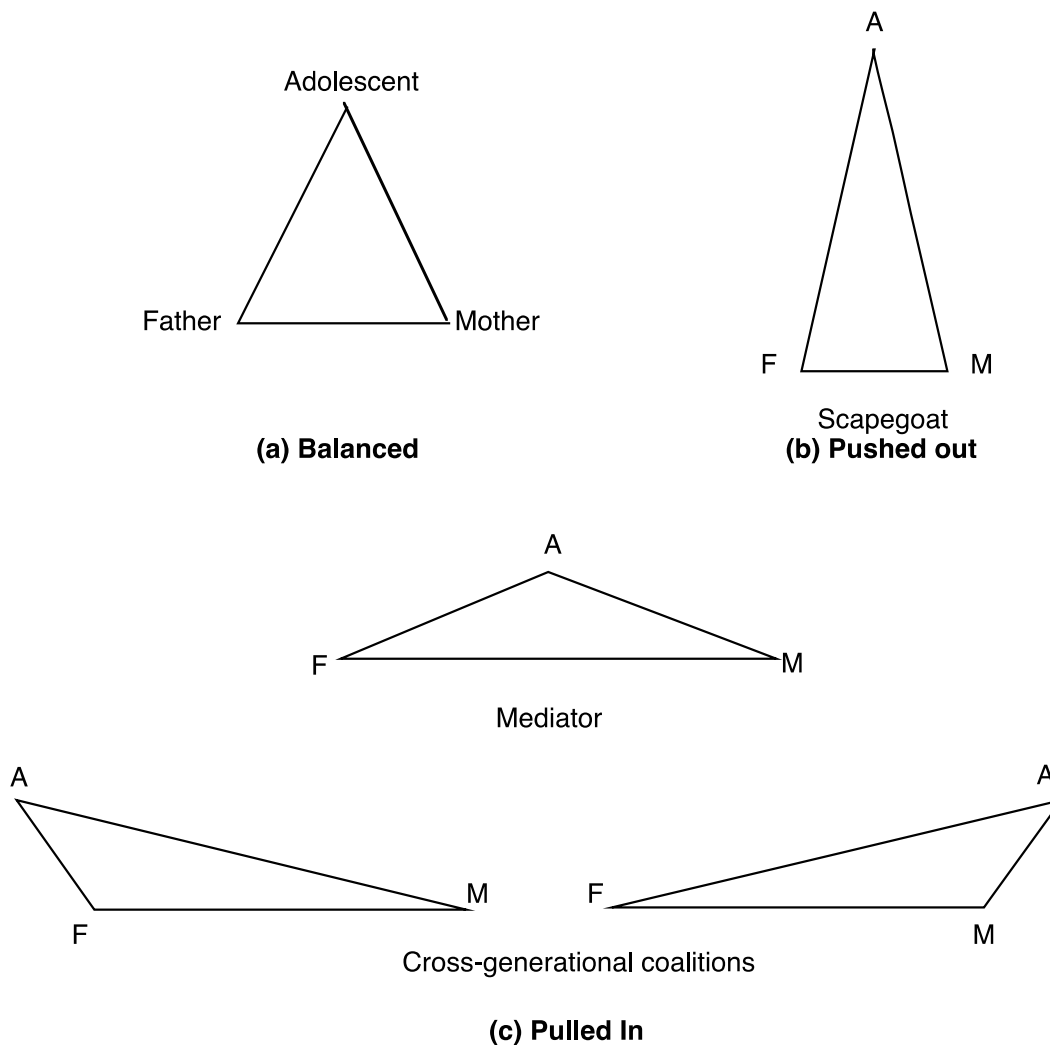 A
Adolescent
Father
Mother
F
M
Scapegoat
(a) Balanced
(b) Pushed out
A
F
M
Mediator
A
A
M
F
F
M
Cross-generational coalitions
(c) Pulled In